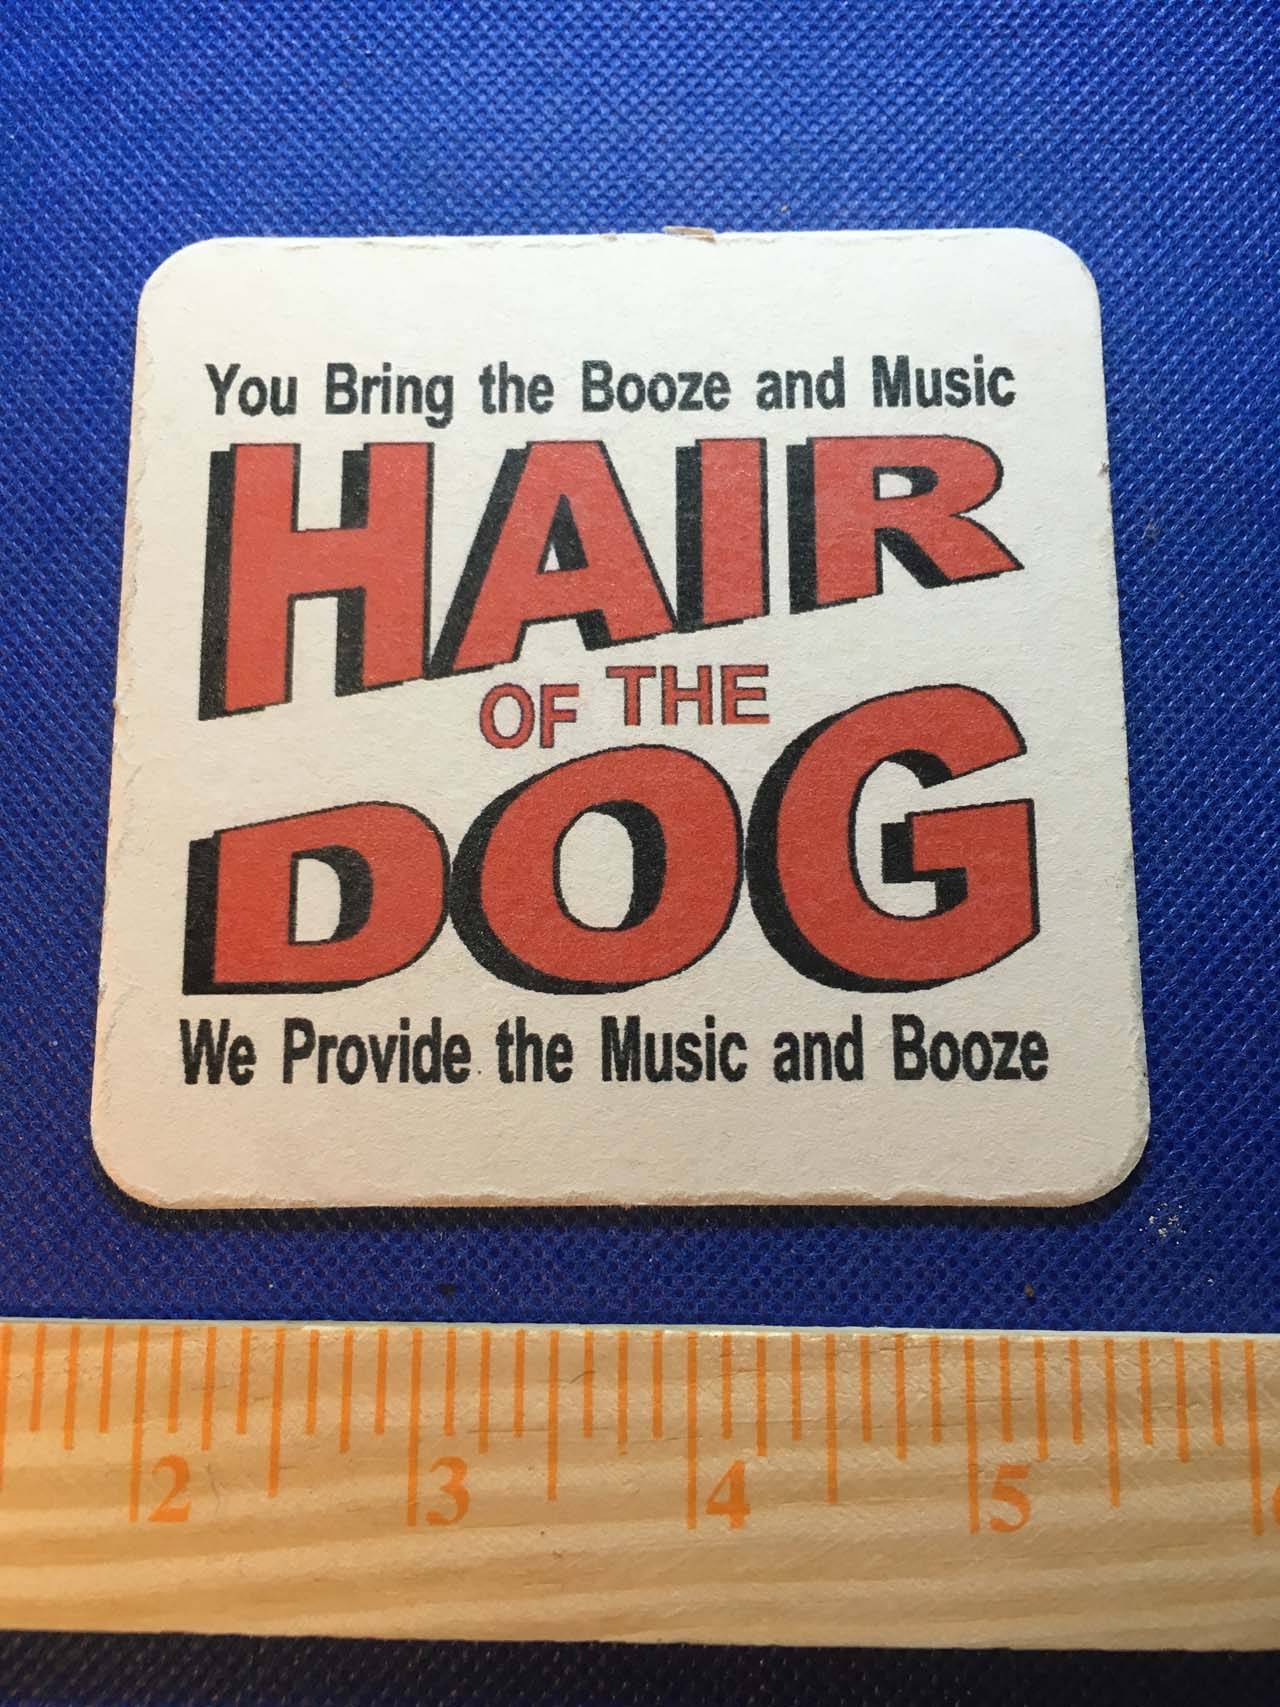 You Bring the Booze and Music
HAIR
OF THE
DOG
We Provide the Music and Booze
2 3 4 5